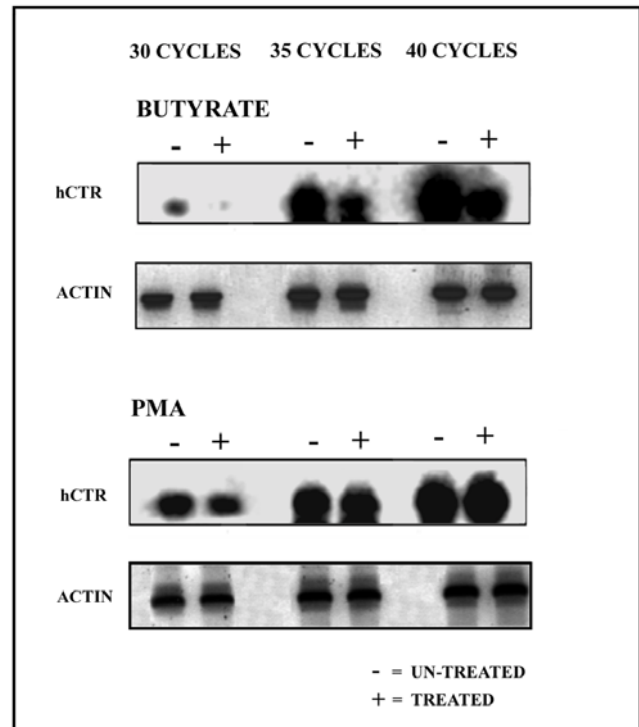 30 CYCLES 35 CYCLES 40 CYCLES
BUTYRATE
- + - + - +
hCTR
ACTIN
PMA
- + - + - +
hCTR
ACTIN
- = UN-TREATED
+ = TREATED